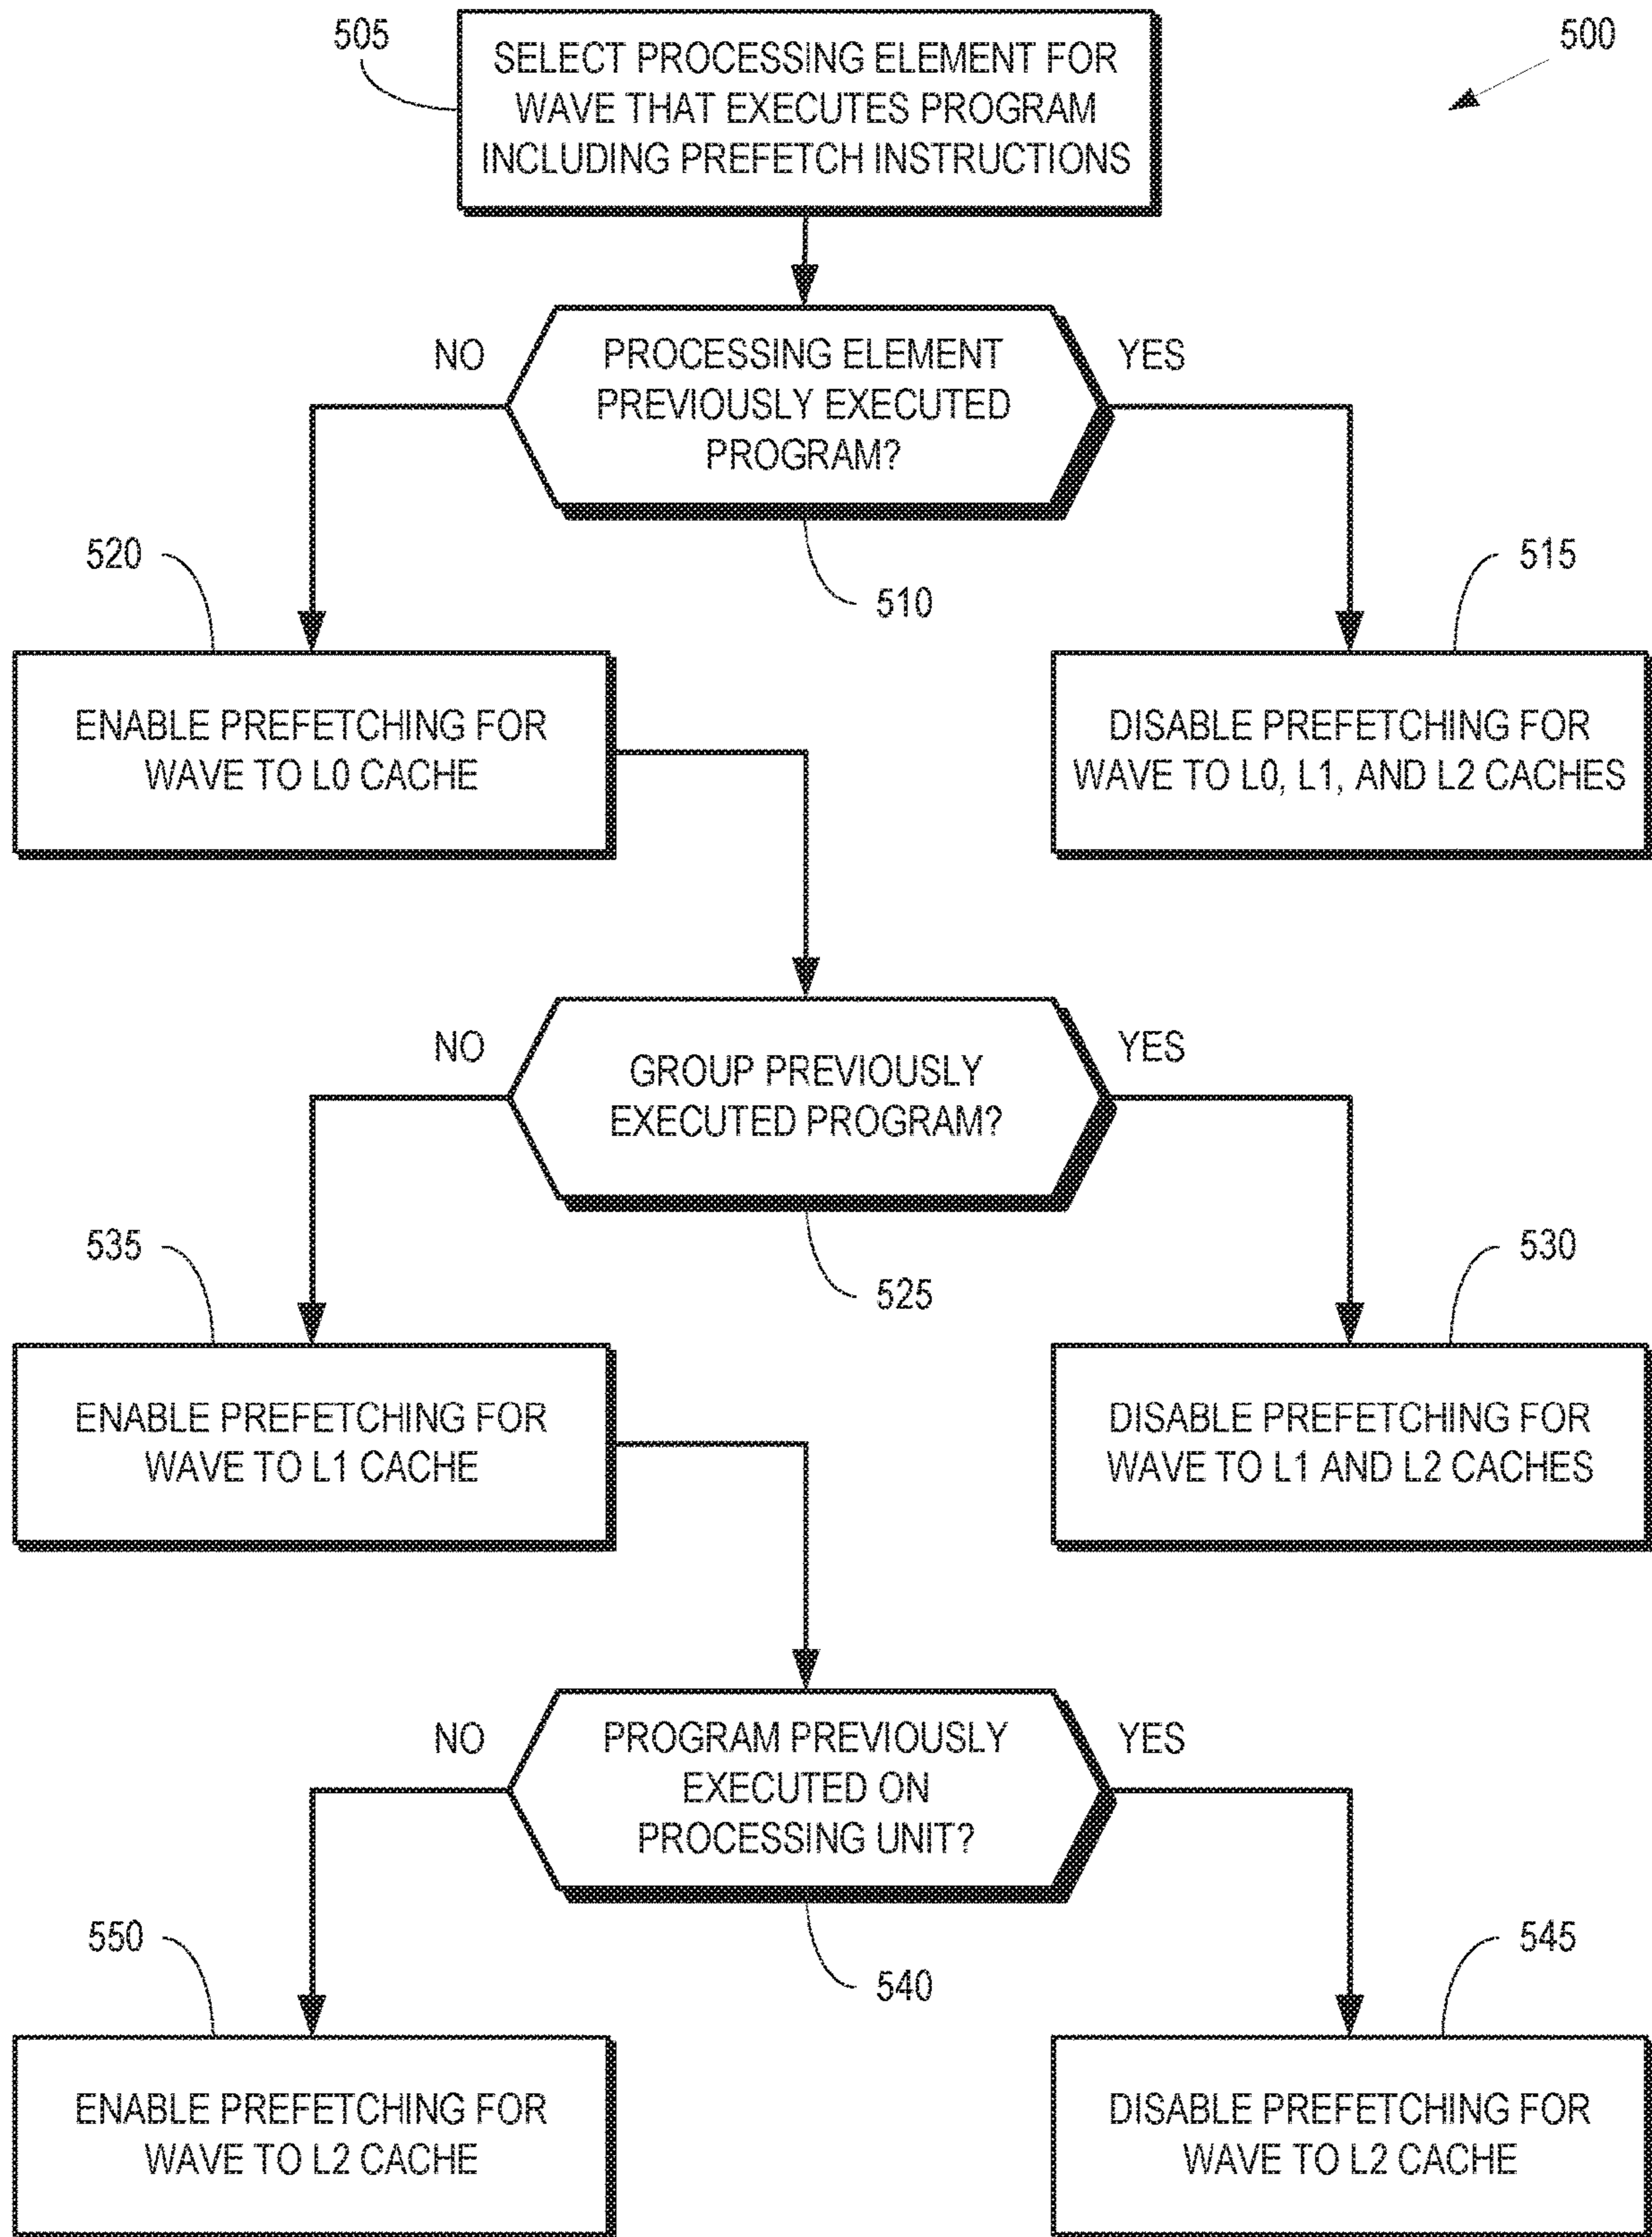 505
SELECT PROCESSING ELEMENT FOR
WAVE THAT EXECUTES PROGRAM
INCLUDING PREFETCH INSTRUCTIONS
500
NO
PROCESSING ELEMENT
PREVIOUSLY EXECUTED
PROGRAM?
YES
510
520
515
ENABLE PREFETCHING FOR
WAVE TO L0 CACHE
DISABLE PREFETCHING FOR
WAVE TO L0, L1, AND L2 CACHES
NO
GROUP PREVIOUSLY
EXECUTED PROGRAM?
YES
525
535
530
ENABLE PREFETCHING FOR
WAVE TO L1 CACHE
DISABLE PREFETCHING FOR
WAVE TO L1 AND L2 CACHES
NO
PROGRAM PREVIOUSLY
EXECUTED ON
PROCESSING UNIT?
YES
540
550
545
ENABLE PREFETCHING FOR
WAVE TO L2 CACHE
DISABLE PREFETCHING FOR
WAVE TO L2 CACHE